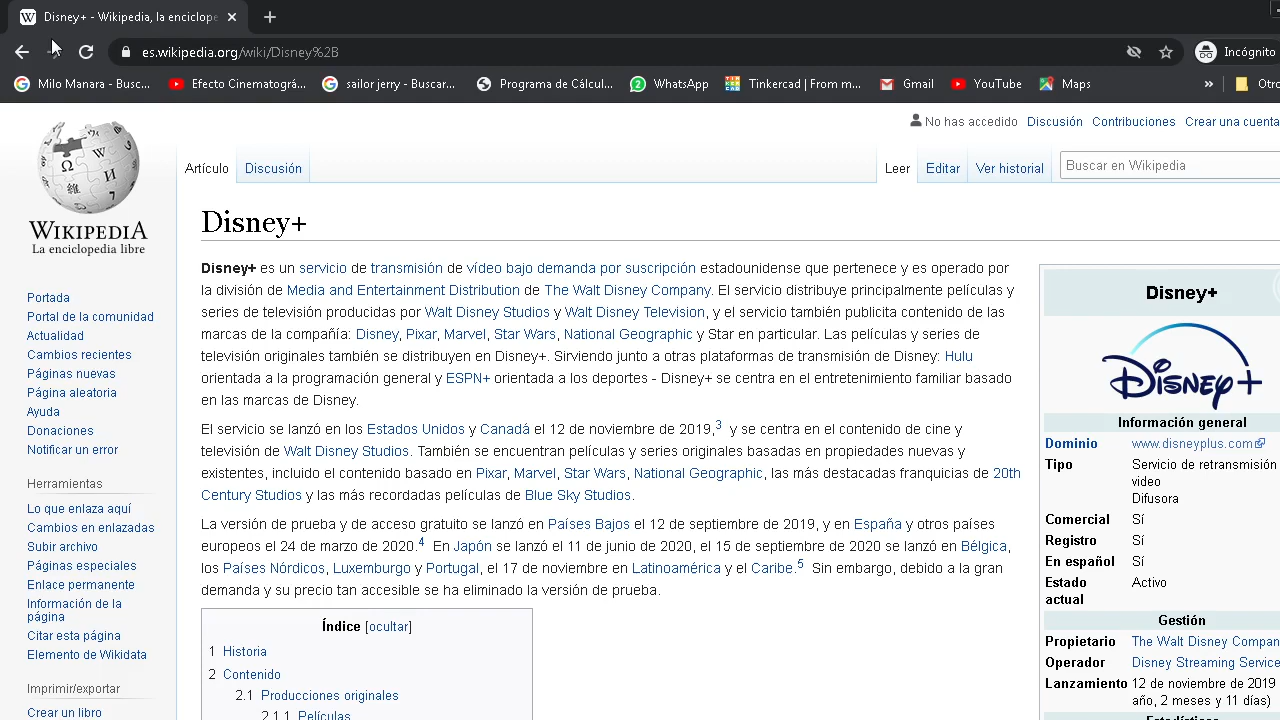 Disney+ - Wikipedia, la enciclope
es.wikipedia.org/wiki/Disney%2B
Incógnito
Milo Manara - Busc...
Efecto Cinematográ...
sailor jerry - Buscar...
Programa de Cálcul...
WhatsApp
Tinkercad | From m...
Gmail
YouTube
Maps
»
Otro
No has accedido
Discusión
Contribuciones
Crear una cuenta
Artículo
Discusión
Leer
Editar
Ver historial
Buscar en Wikipedia
WIKIPEDIA
La enciclopedia libre
Portada
Portal de la comunidad
Actualidad
Cambios recientes
Páginas nuevas
Página aleatoria
Ayuda
Donaciones
Notificar un error
Herramientas
Lo que enlaza aquí
Cambios en enlazadas
Subir archivo
Páginas especiales
Enlace permanente
Información de la
página
Citar esta página
Elemento de Wikidata
Imprimir/exportar
Crear un libro
Disney+
Disney+ es un servicio de transmisión de vídeo bajo demanda por suscripción estadounidense que pertenece y es operado por
la división de Media and Entertainment Distribution de The Walt Disney Company. El servicio distribuye principalmente películas y
series de televisión producidas por Walt Disney Studios y Walt Disney Television, y el servicio también publicita contenido de las
marcas de la compañía: Disney, Pixar, Marvel, Star Wars, National Geographic y Star en particular. Las películas y series de
televisión originales también se distribuyen en Disney+. Sirviendo junto a otras plataformas de transmisión de Disney: Hulu
orientada a la programación general y ESPN+ orientada a los deportes - Disney+ se centra en el entretenimiento familiar basado
en las marcas de Disney.
El servicio se lanzó en los Estados Unidos y Canadá el 12 de noviembre de 2019,3 y se centra en el contenido de cine y
televisión de Walt Disney Studios. También se encuentran películas y series originales basadas en propiedades nuevas y
existentes, incluido el contenido basado en Pixar, Marvel, Star Wars, National Geographic, las más destacadas franquicias de 20th
Century Studios y las más recordadas películas de Blue Sky Studios.
La versión de prueba y de acceso gratuito se lanzó en Países Bajos el 12 de septiembre de 2019, y en España y otros países
europeos el 24 de marzo de 2020.4 En Japón se lanzó el 11 de junio de 2020, el 15 de septiembre de 2020 se lanzó en Bélgica,
los Países Nórdicos, Luxemburgo y Portugal, el 17 de noviembre en Latinoamérica y el Caribe.5 Sin embargo, debido a la gran
demanda y su precio tan accesible se ha eliminado la versión de prueba.
Índice [ocultar]
1 Historia
2 Contenido
2.1 Producciones originales
2.1.1 Películas
Disney+
Disney+
Información general
Dominio www.disneyplus.com
Tipo Servicio de retransmisión
video
Difusora
Comercial Sí
Registro Sí
En español Sí
Estado Activo
actual
Gestión
Propietario The Walt Disney Compan
Operador Disney Streaming Service
Lanzamiento 12 de noviembre de 2019
año, 2 meses y 11 días)